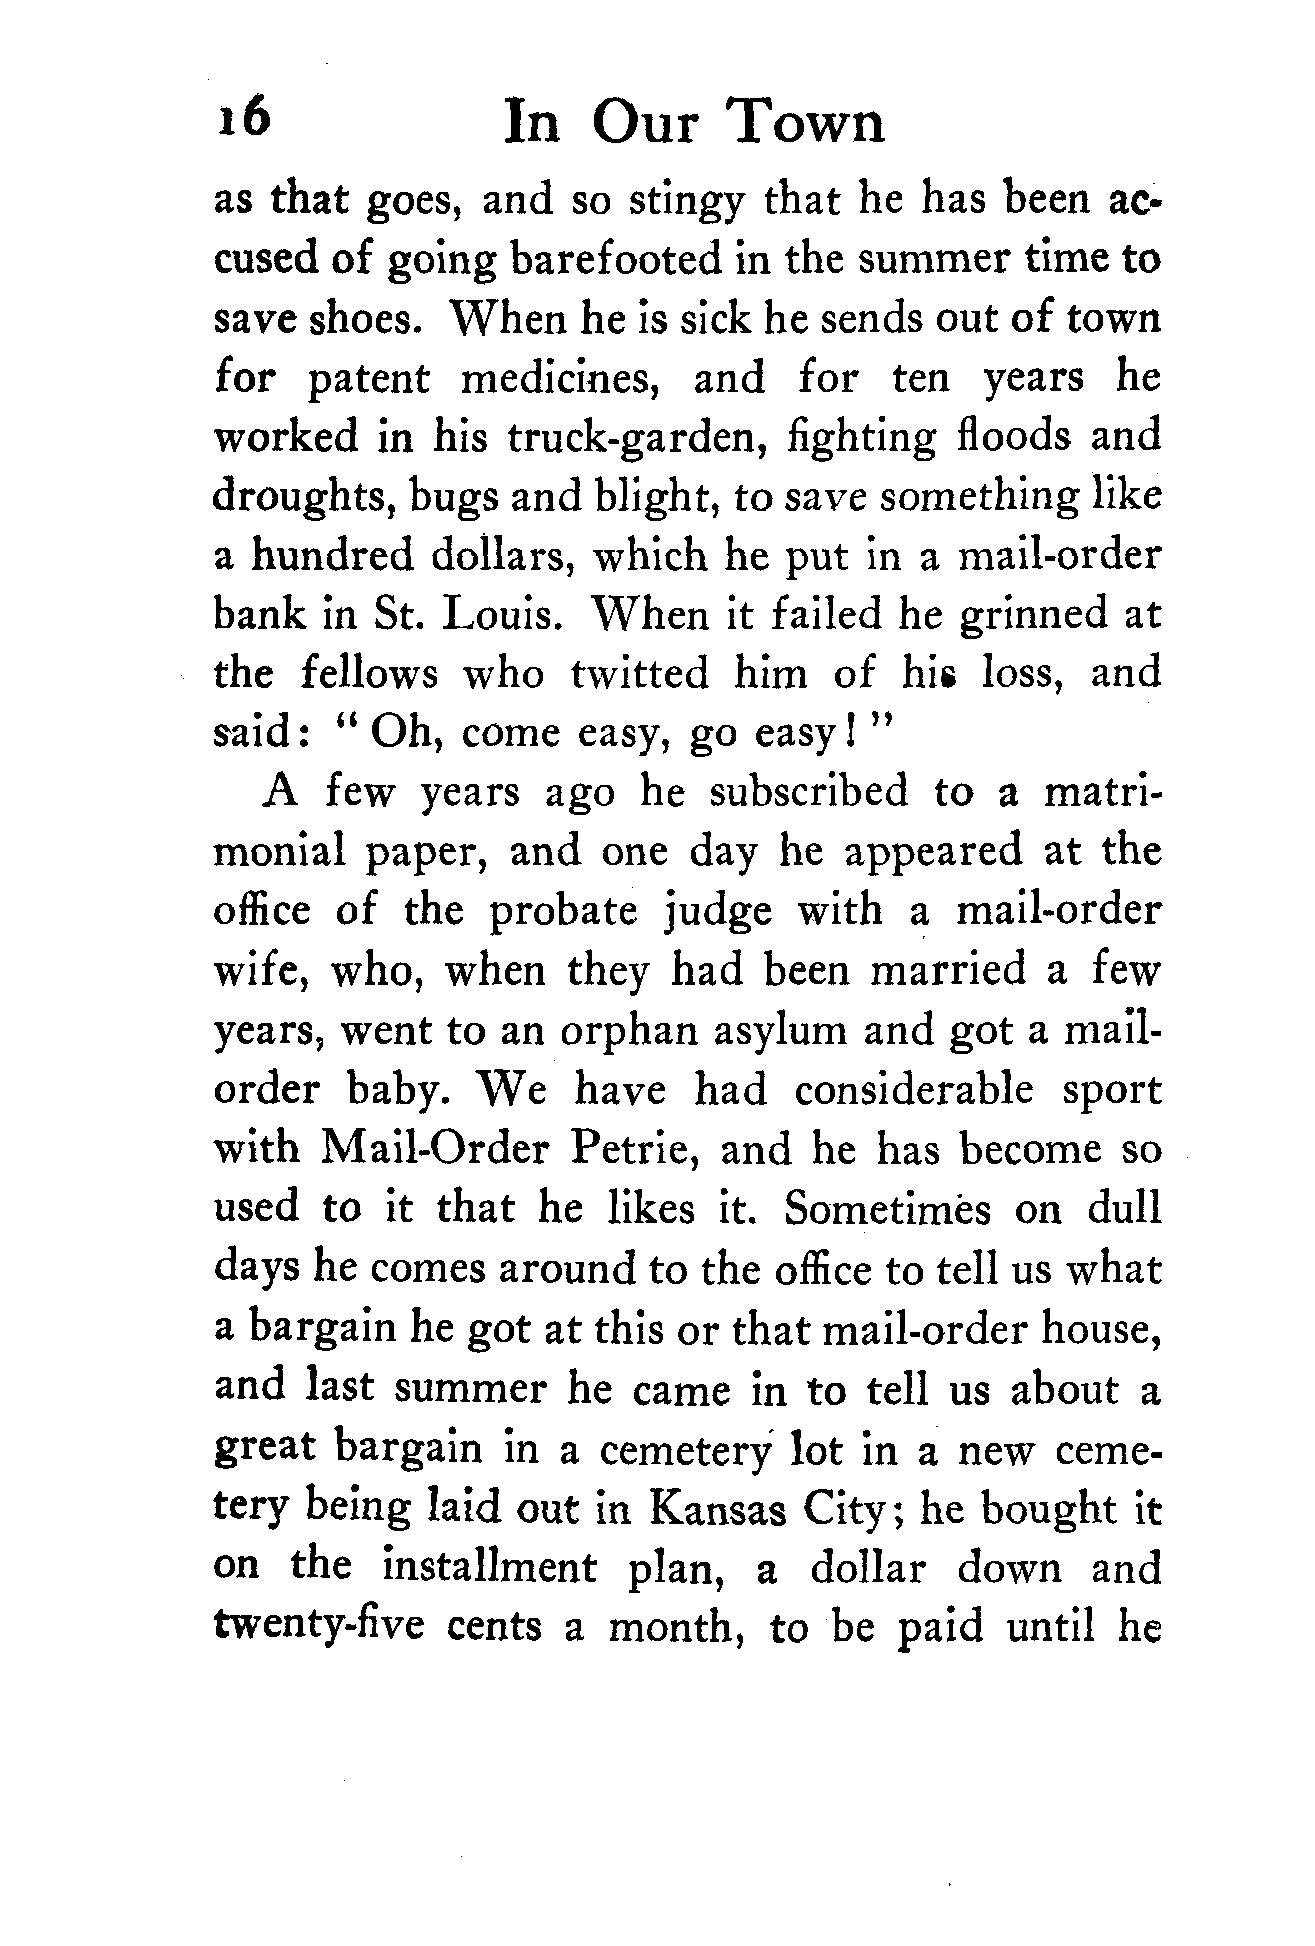 16 In Our Town
as that goes, and so stingy that he has been ac-
cused of going barefooted in the summer time to
save shoes. When he is sick he sends out of town
for patent medicines, and for ten years he
worked in his truck-garden, fighting floods and
droughts, bugs and blight, to save something like
a hundred dollars, which he put in a mail-order
bank in St. Louis. When it failed he grinned at
the fellows who twitted him of his loss, and
said: “ Oh, come easy, go easy! ”
A few years ago he subscribed to a matri-
monial paper, and one day he appeared at the
office of the probate judge with a mail-order
wife, who, when they had been married a few
years, went to an orphan asylum and got a mail-
order baby. We have had considerable sport
with Mail-Order Petrie, and he has become so
used to it that he likes it. Sometimes on dull
days he comes around to the office to tell us what
a bargain he got at this or that mail-order house,
and last summer he came in to tell us about a
great bargain in a cemetery lot in a new ceme-
tery being laid out in Kansas City; he bought it
on the installment plan, a dollar down and
twenty-five cents a month, to be paid until he